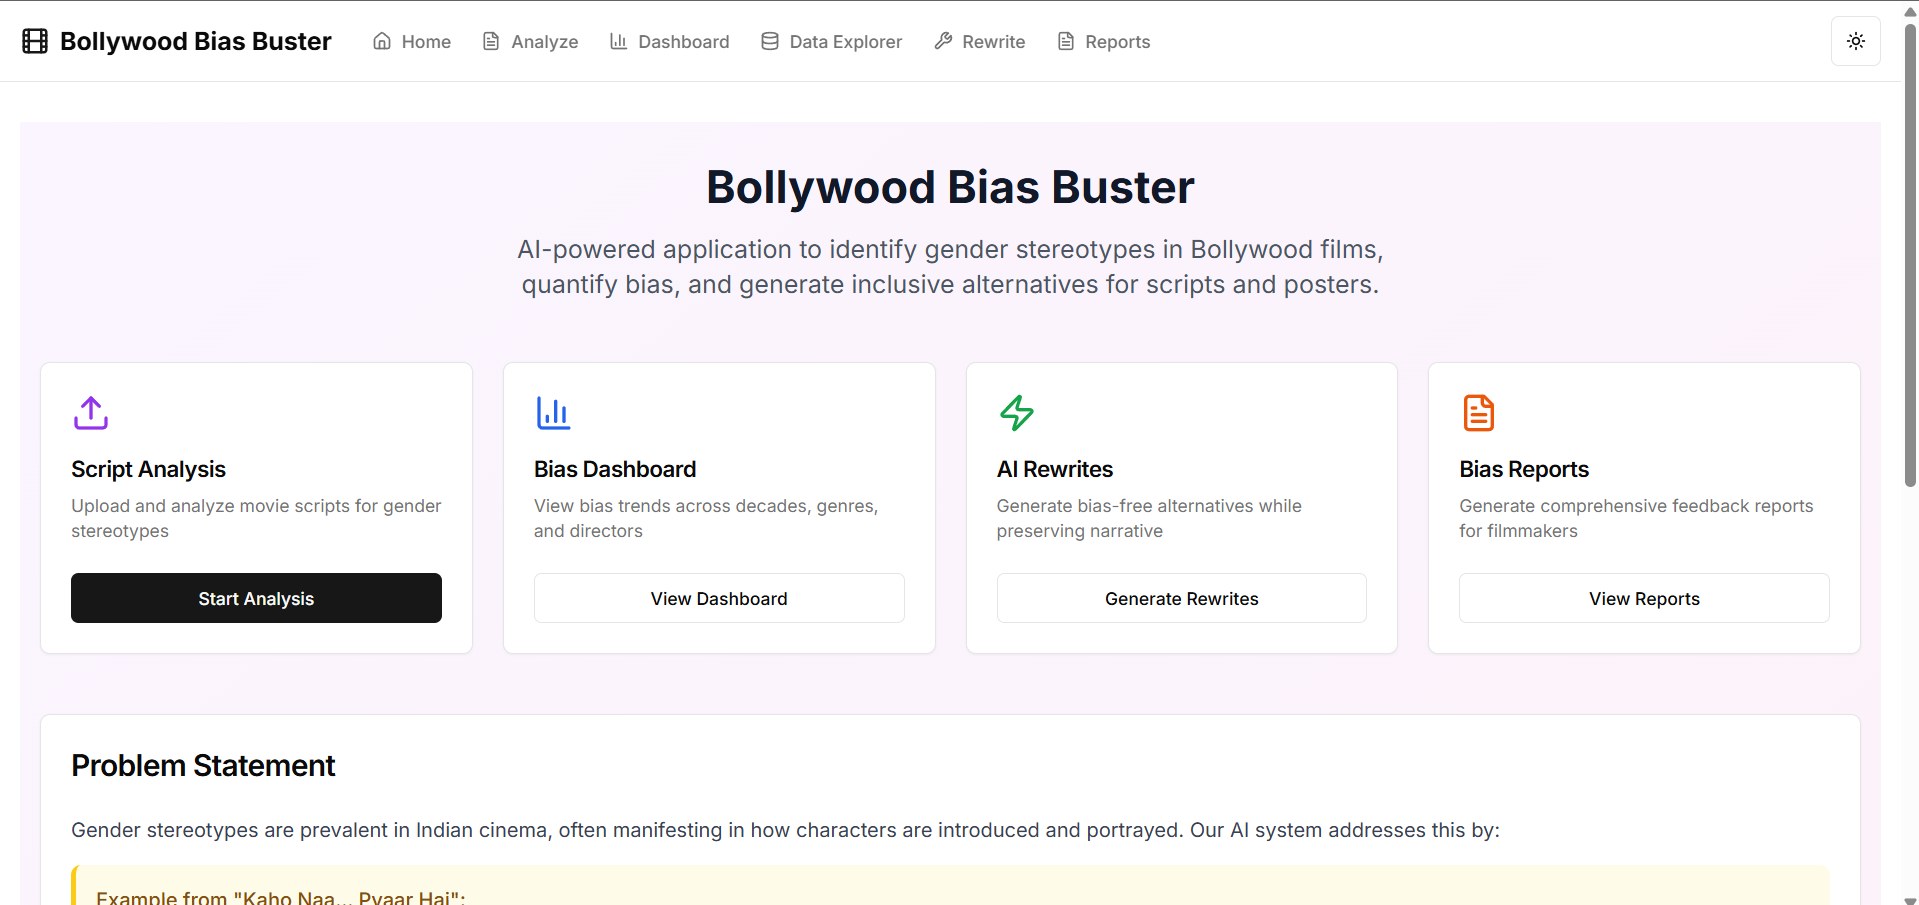 Bollywood Bias Buster
Home
Analyze
Dashboard
Data Explorer
Rewrite
Reports
Bollywood Bias Buster
AI-powered application to identify gender stereotypes in Bollywood films,
quantify bias, and generate inclusive alternatives for scripts and posters.
Script Analysis
Upload and analyze movie scripts for gender
stereotypes
Start Analysis
Bias Dashboard
View bias trends across decades, genres,
and directors
View Dashboard
AI Rewrites
Generate bias-free alternatives while
preserving narrative
Generate Rewrites
Bias Reports
Generate comprehensive feedback reports
for filmmakers
View Reports
Problem Statement
Gender stereotypes are prevalent in Indian cinema, often manifesting in how characters are introduced and portrayed. Our AI system addresses this by:
Example from "Kaho Naa... Pyaar Hai":